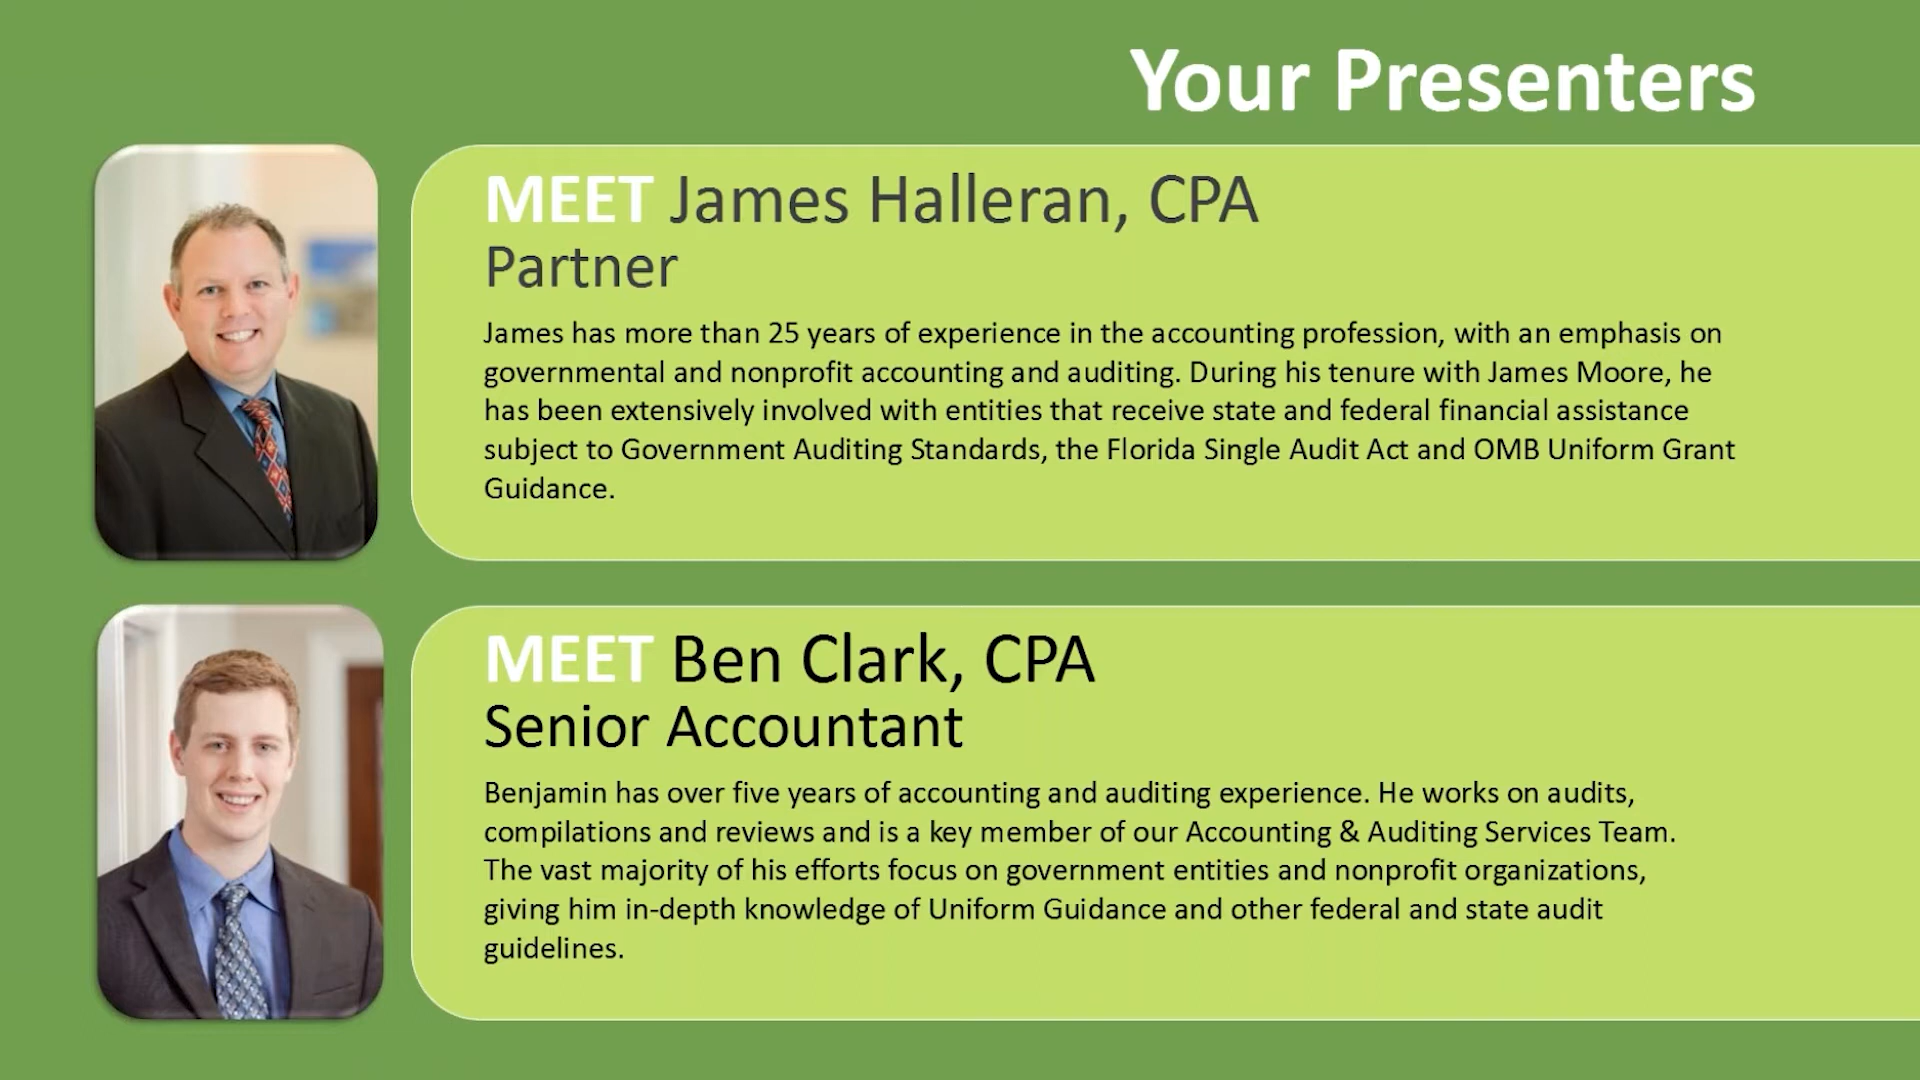 Your Presenters
MEET James Halleran, CPA
Partner
James has more than 25 years of experience in the accounting profession, with an emphasis on
governmental and nonprofit accounting and auditing. During his tenure with James Moore, he
has been extensively involved with entities that receive state and federal financial assistance
subject to Government Auditing Standards, the Florida Single Audit Act and OMB Uniform Grant
Guidance.
MEET Ben Clark, CPA
Senior Accountant
Benjamin has over five years of accounting and auditing experience. He works on audits,
compilations and reviews and is a key member of our Accounting & Auditing Services Team.
The vast majority of his efforts focus on government entities and nonprofit organizations,
giving him in-depth knowledge of Uniform Guidance and other federal and state audit
guidelines.